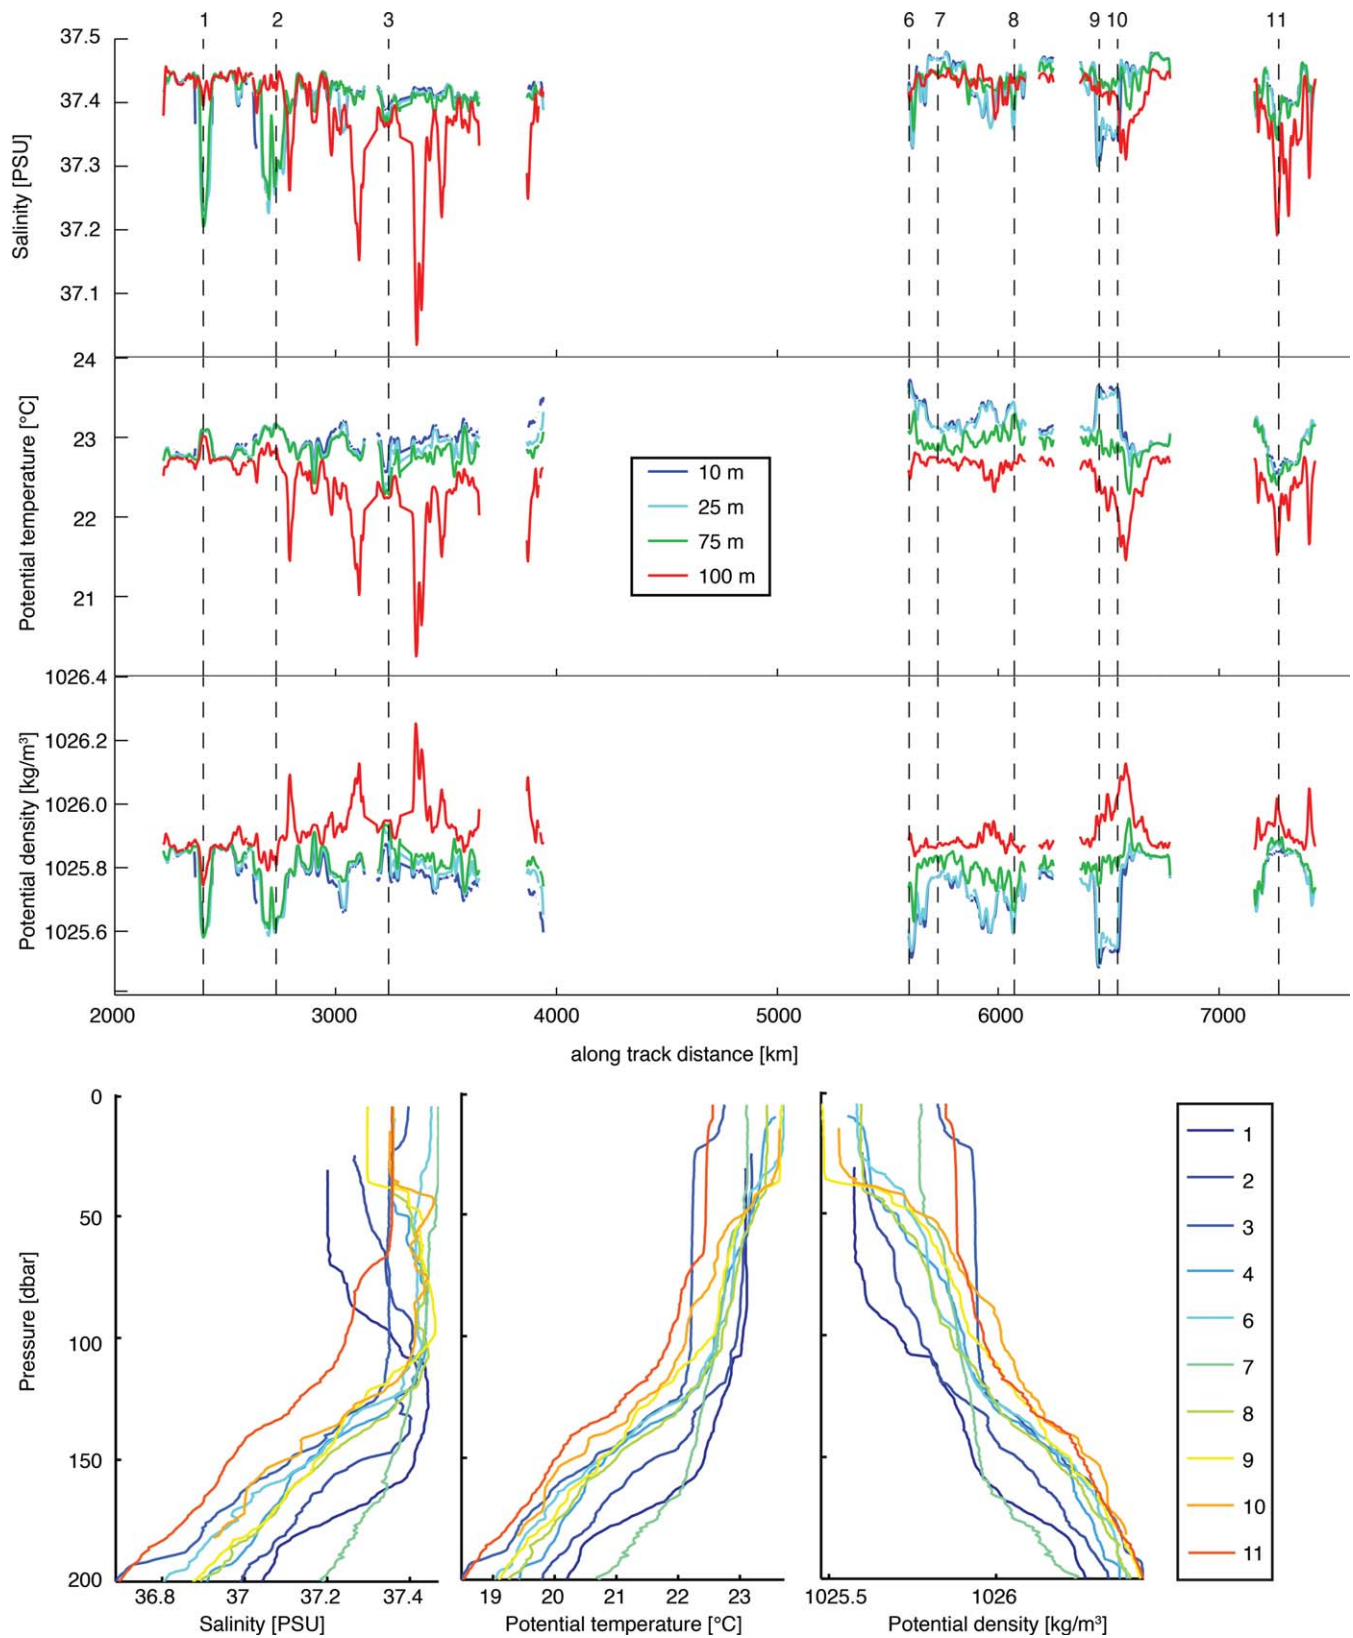 1 2 3 6 7 8 9 10 11
37.5
37.4
37.3
37.2
37.1
Salinity [PSU]
24
23
22
21
Potential temperature [°C]
10 m
25 m
75 m
100 m
1026.4
1026.2
1026.0
1025.8
1025.6
Potential density [kg/m³]
2000 3000 4000 5000 6000 7000
along track distance [km]
0
50
100
150
200
Pressure [dbar]
36.8 37 37.2 37.4
Salinity [PSU]
19 20 21 22 23
Potential temperature [°C]
1025.5 1026
Potential density [kg/m³]
1
2
3
4
6
7
8
9
10
11